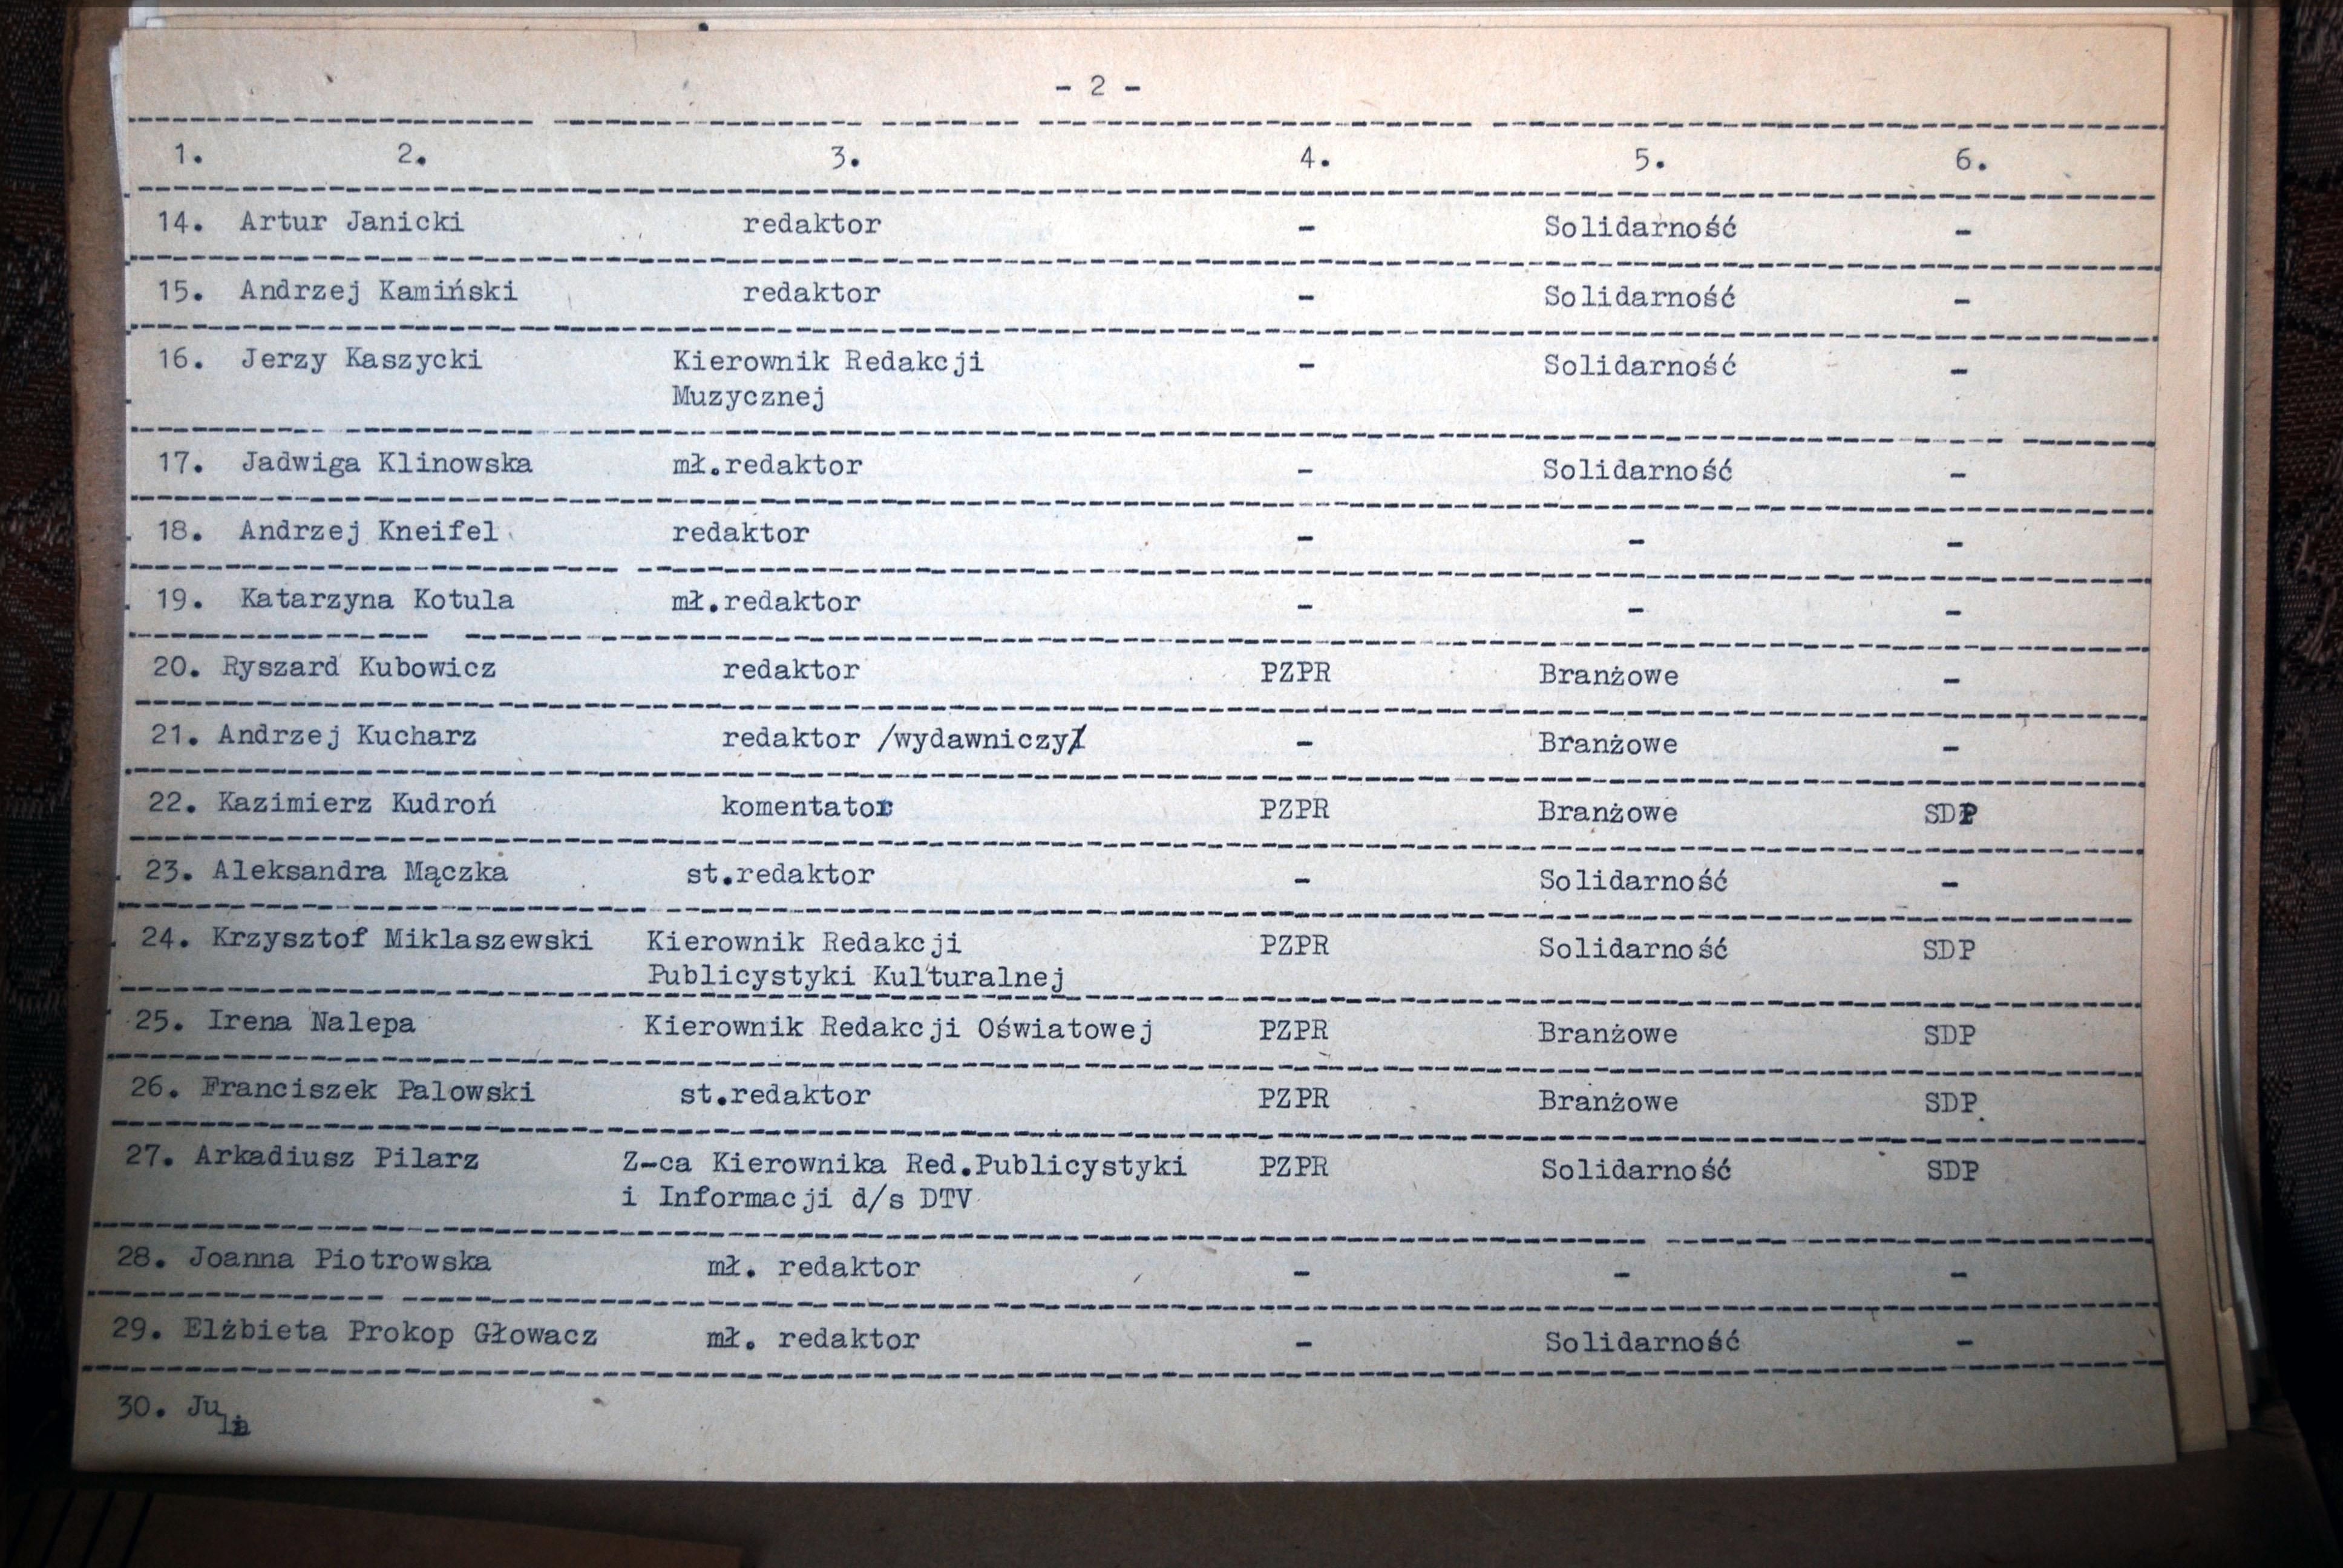 - 2 -
1. 2. 3. 4. 5. 6.
14. Artur Janicki redaktor - Solidarność -
15. Andrzej Kamiński redaktor - Solidarność -
16. Jerzy Kaszycki Kierownik Redakcji - Solidarność -
Muzycznej
17. Jadwiga Klinowska mł.redaktor - Solidarność -
18. Andrzej Kneifel redaktor - - -
19. Katarzyna Kotula mł.redaktor - - -
20. Ryszard Kubowicz redaktor PZPR Branżowe -
21. Andrzej Kucharz redaktor /wydawniczy/ - Branżowe -
22. Kazimierz Kudroń komentator PZPR Branżowe SDP
23. Aleksandra Mączka st.redaktor - Solidarność -
24. Krzysztof Miklaszewski Kierownik Redakcji PZPR Solidarność SDP
Publicystyki Kulturalnej
25. Irena Nalepa Kierownik Redakcji Oświatowej PZPR Branżowe SDP
26. Franciszek Palowski st.redaktor PZPR Branżowe SDP
27. Arkadiusz Pilarz Z-ca Kierownika Red.Publicystyki PZPR Solidarność SDP
i Informacji d/s DTV
28. Joanna Piotrowska mł. redaktor - - -
29. Elżbieta Prokop Głowacz mł. redaktor - Solidarność -
30. Julia